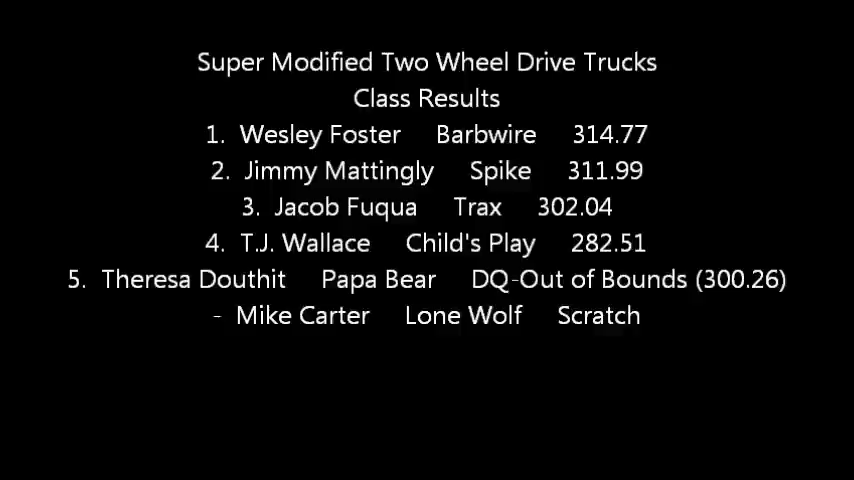 Super Modified Two Wheel Drive Trucks
Class Results
1. Wesley Foster Barbwire 314.77
2. Jimmy Mattingly Spike 311.99
3. Jacob Fuqua Trax 302.04
4. T.J. Wallace Child's Play 282.51
5. Theresa Douthit Papa Bear DQ-Out of Bounds (300.26)
- Mike Carter Lone Wolf Scratch